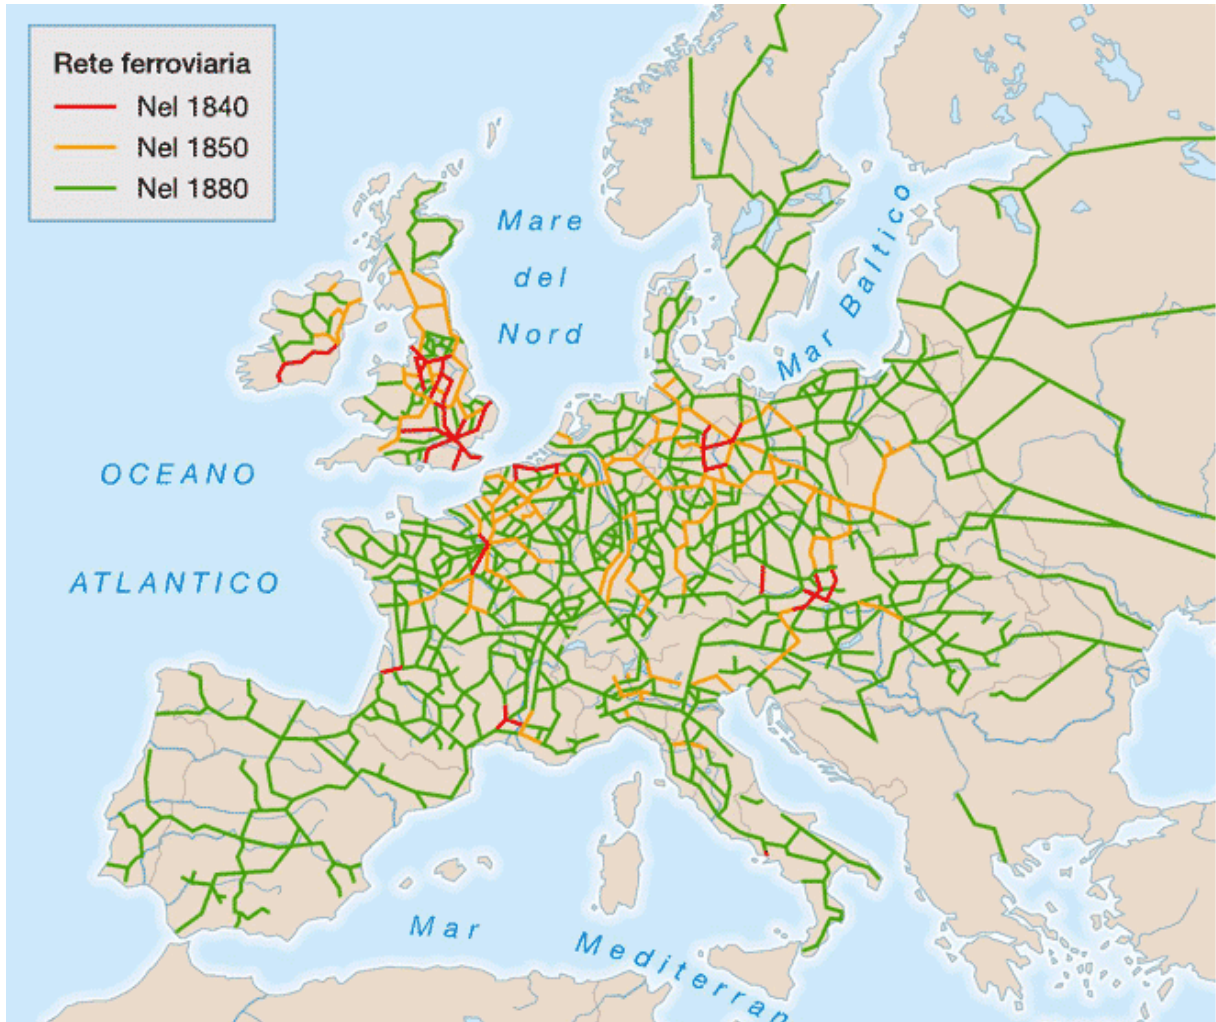 Rete ferroviaria
Nel 1840
Nel 1850
Nel 1880
Mare
del
Nord
Mar Baltico
OCEANO
ATLANTICO
Mar
Mediterran